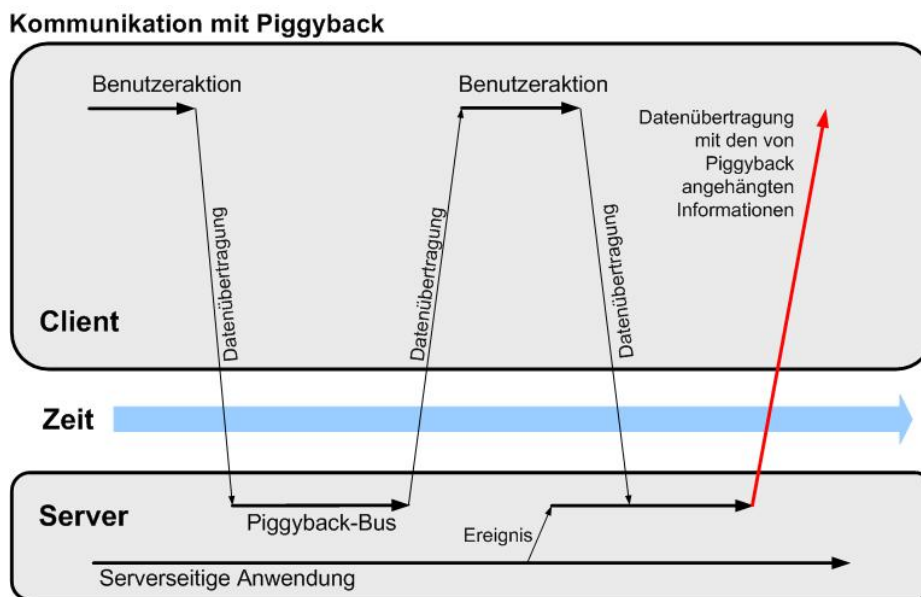 Kommunikation mit Piggyback
Benutzeraktion
Benutzeraktion
Datenübertragung
mit den von
Piggyback
angehängten
Informationen
Datenübertragung
Datenübertragung
Datenübertragung
Client
Zeit
Server
Piggyback-Bus
Ereignis
Serverseitige Anwendung